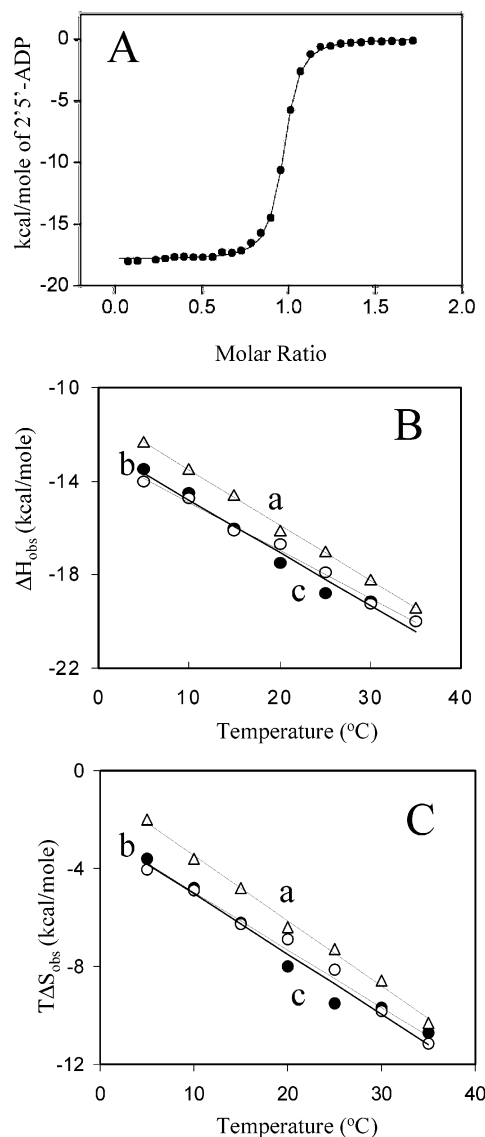 A
kcal/mole of 2'5'-ADP
0
-5
-10
-15
-20
0.0 0.5 1.0 1.5 2.0
Molar Ratio
B
ΔHobs (kcal/mole)
-10
-14
-18
-22
a
b
c
0 10 20 30 40
Temperature (ºC)
C
TΔSobs (kcal/mole)
0
-4
-8
-12
a
b
c
0 10 20 30 40
Temperature (ºC)